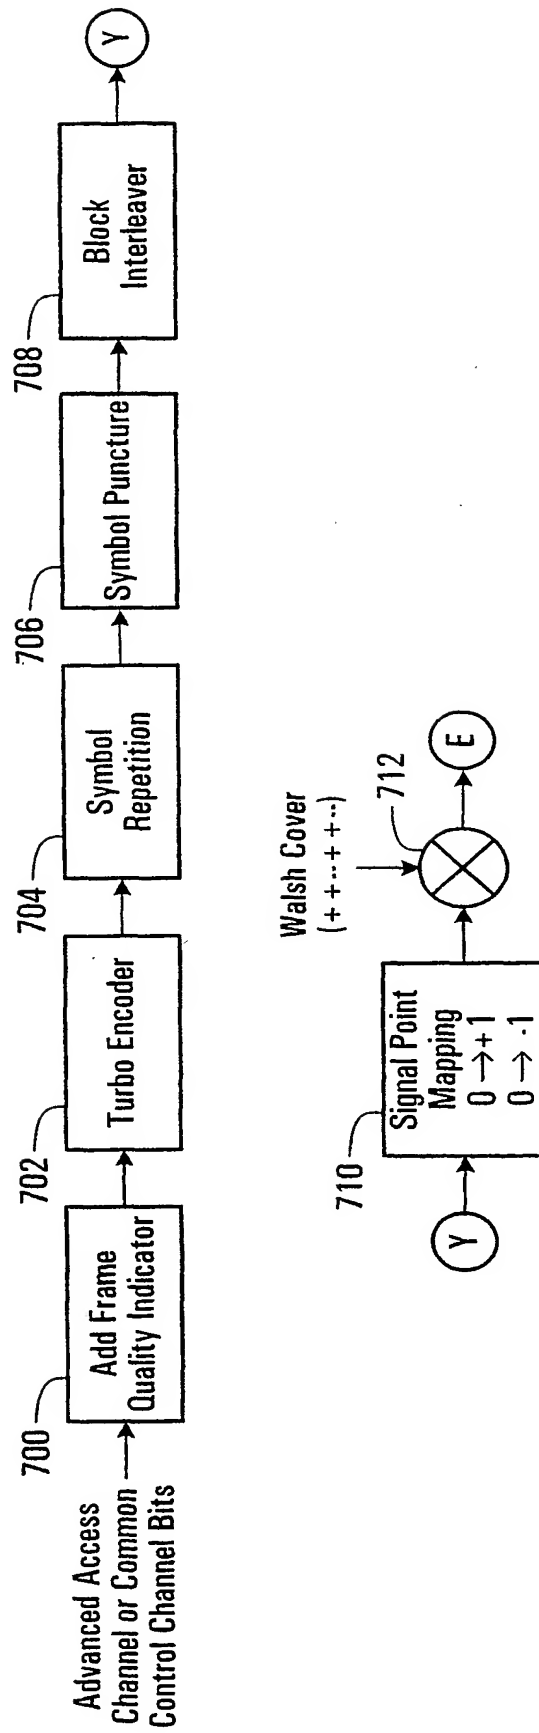 Advanced Access
Channel or Common
Control Channel Bits
700
Add Frame
Quality Indicator
702
Turbo Encoder
704
Symbol
Repetition
706
Symbol Puncture
708
Block
Interleaver
Y
Y
710
Signal Point
Mapping
0 → +1
0 → -1
Walsh Cover
(+ + -- + + --)
712
E